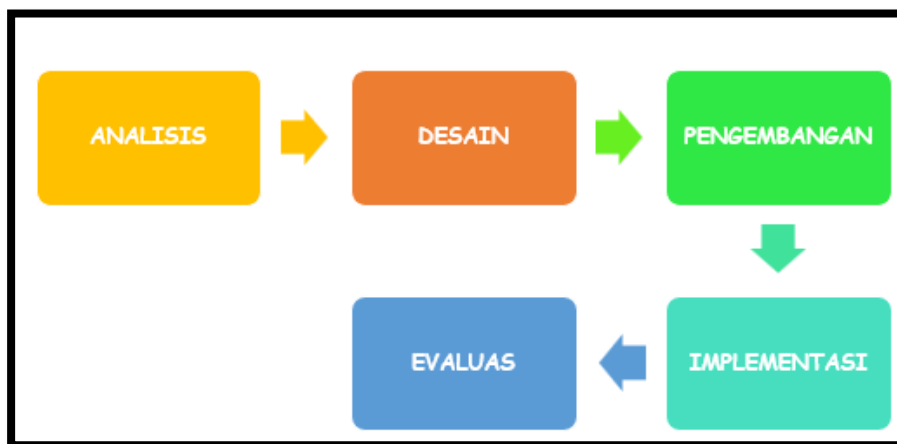 ANALISIS
DESAIN
PENGEMBANGAN
IMPLEMENTASI
EVALUAS